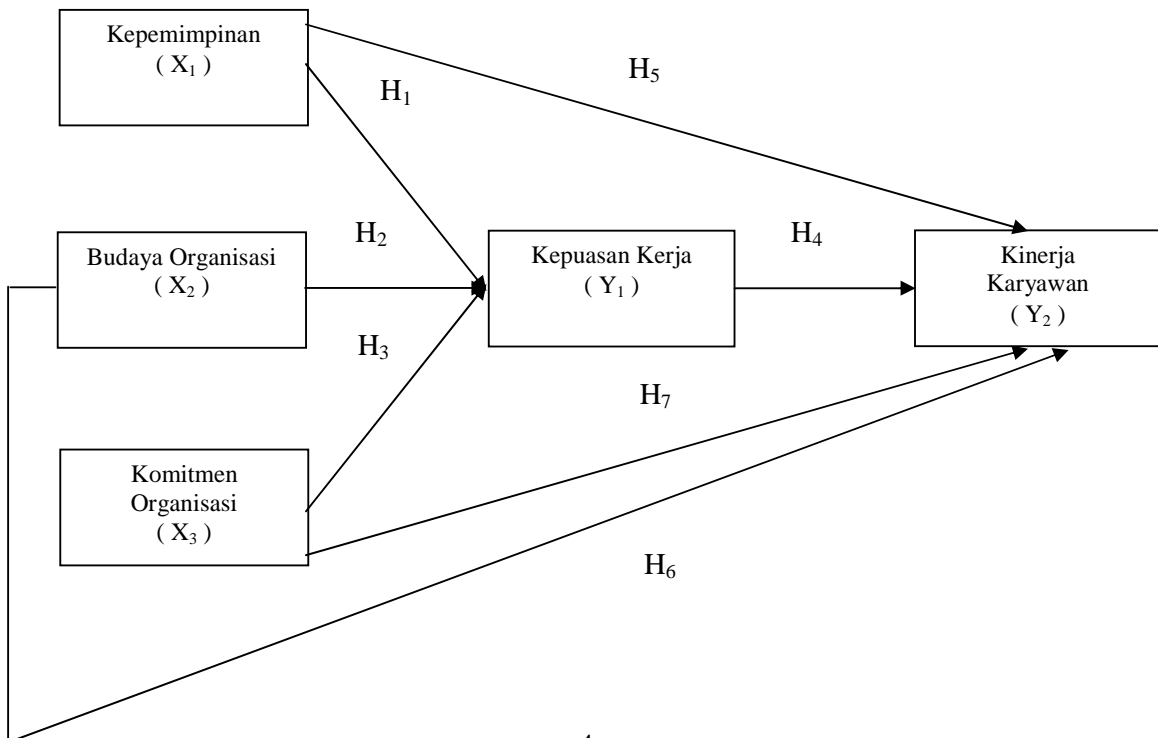 Kepemimpinan
( X₁ )
H₅
H₁
Budaya Organisasi
( X₂ )
H₂
Kepuasan Kerja
( Y₁ )
H₄
Kinerja
Karyawan
( Y₂ )
H₃
H₇
Komitmen
Organisasi
( X₃ )
H₆